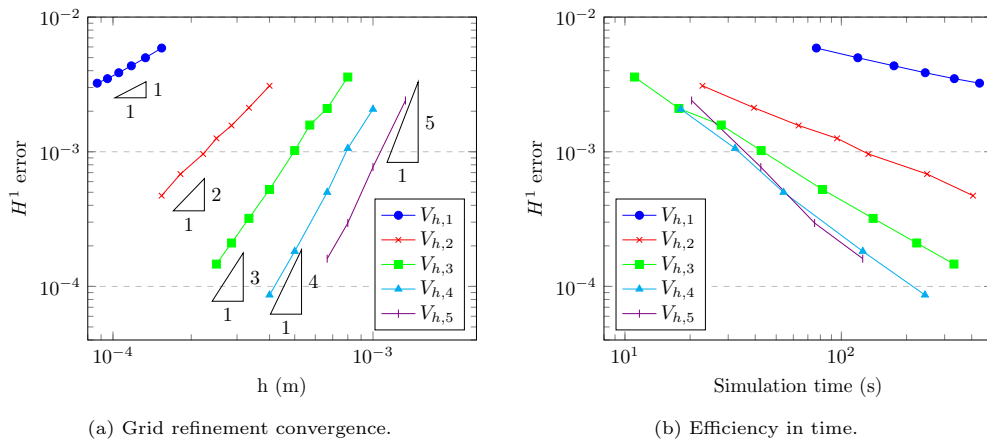 10^{-2}
10^{-3}
10^{-4}
H^1 error
1
1
2
1
3
1
4
1
5
1
V_{h,1}
V_{h,2}
V_{h,3}
V_{h,4}
V_{h,5}
10^{-4}
10^{-3}
h (m)
(a) Grid refinement convergence.
10^{-2}
10^{-3}
10^{-4}
H^1 error
V_{h,1}
V_{h,2}
V_{h,3}
V_{h,4}
V_{h,5}
10^1
10^2
Simulation time (s)
(b) Efficiency in time.